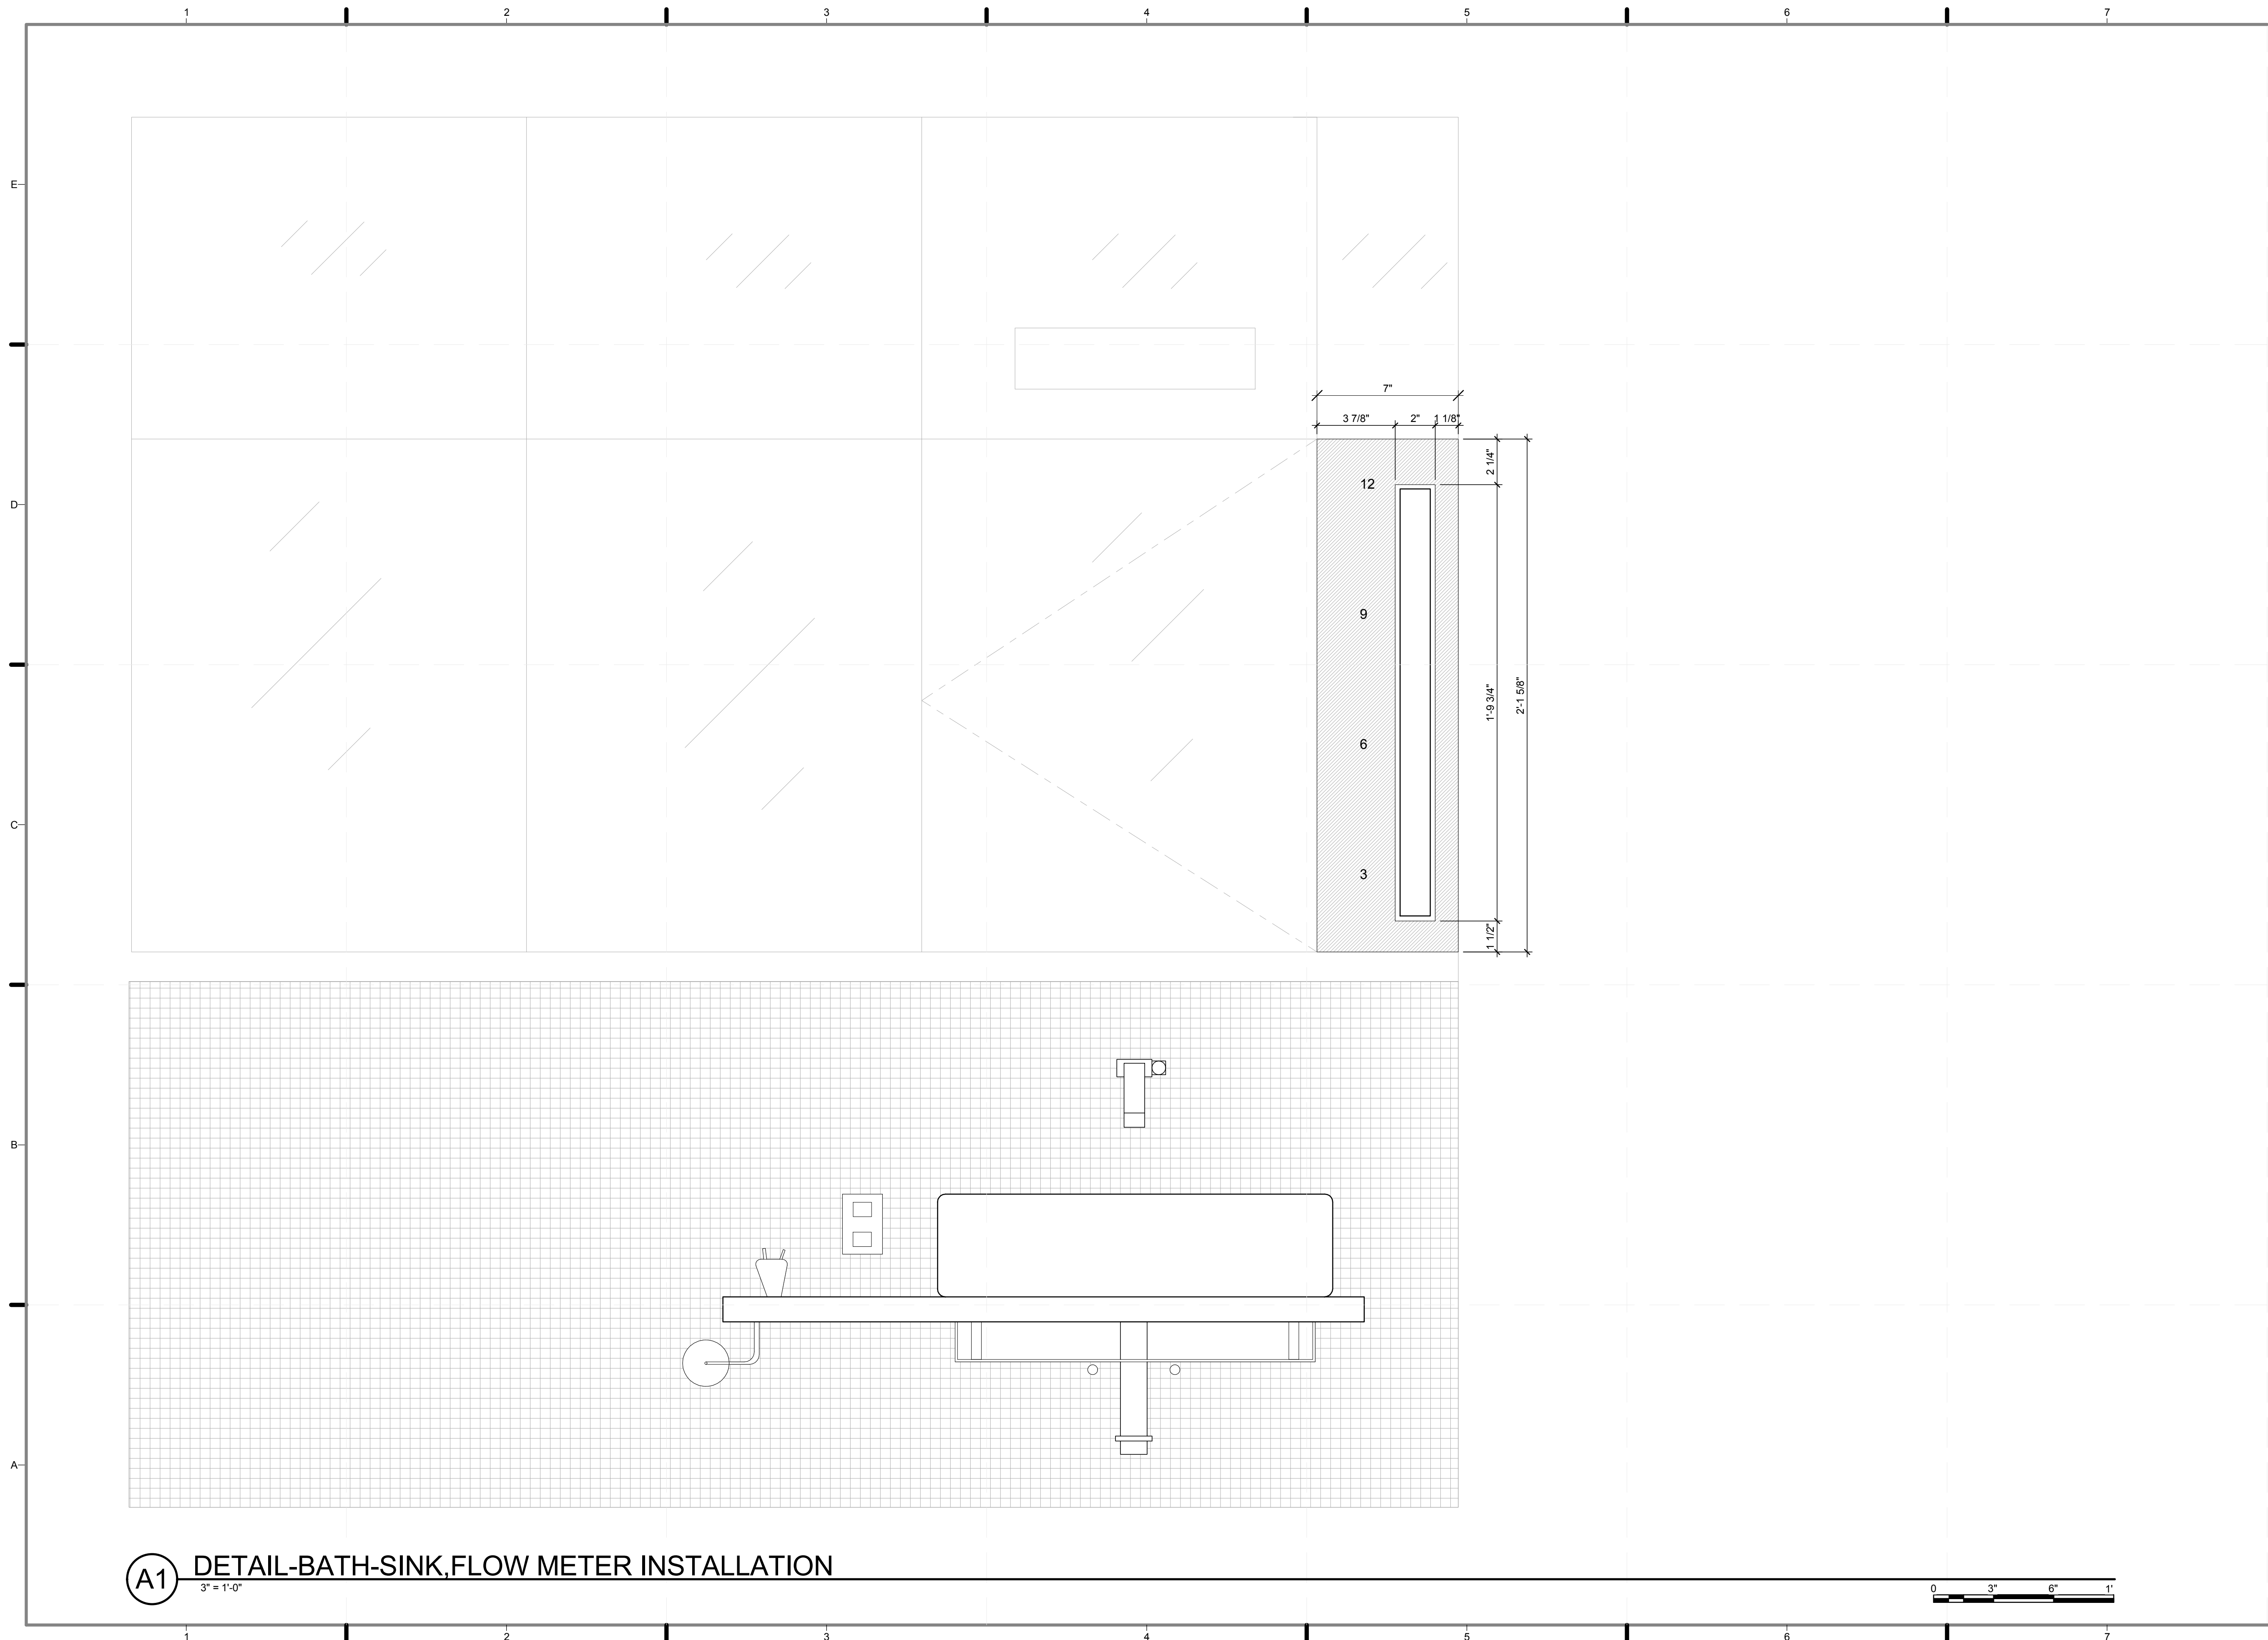 1 2 3 4 5 6 7
E
7"
3 7/8" 2" 1 1/8"
2 1/4"
12
D
9
1'-9 3/4"
2'-1 5/8"
6
C
3
1 1/2"
B
A
A1
DETAIL-BATH-SINK,FLOW METER INSTALLATION
3" = 1'-0"
0 3" 6" 1'
1 2 3 4 5 6 7